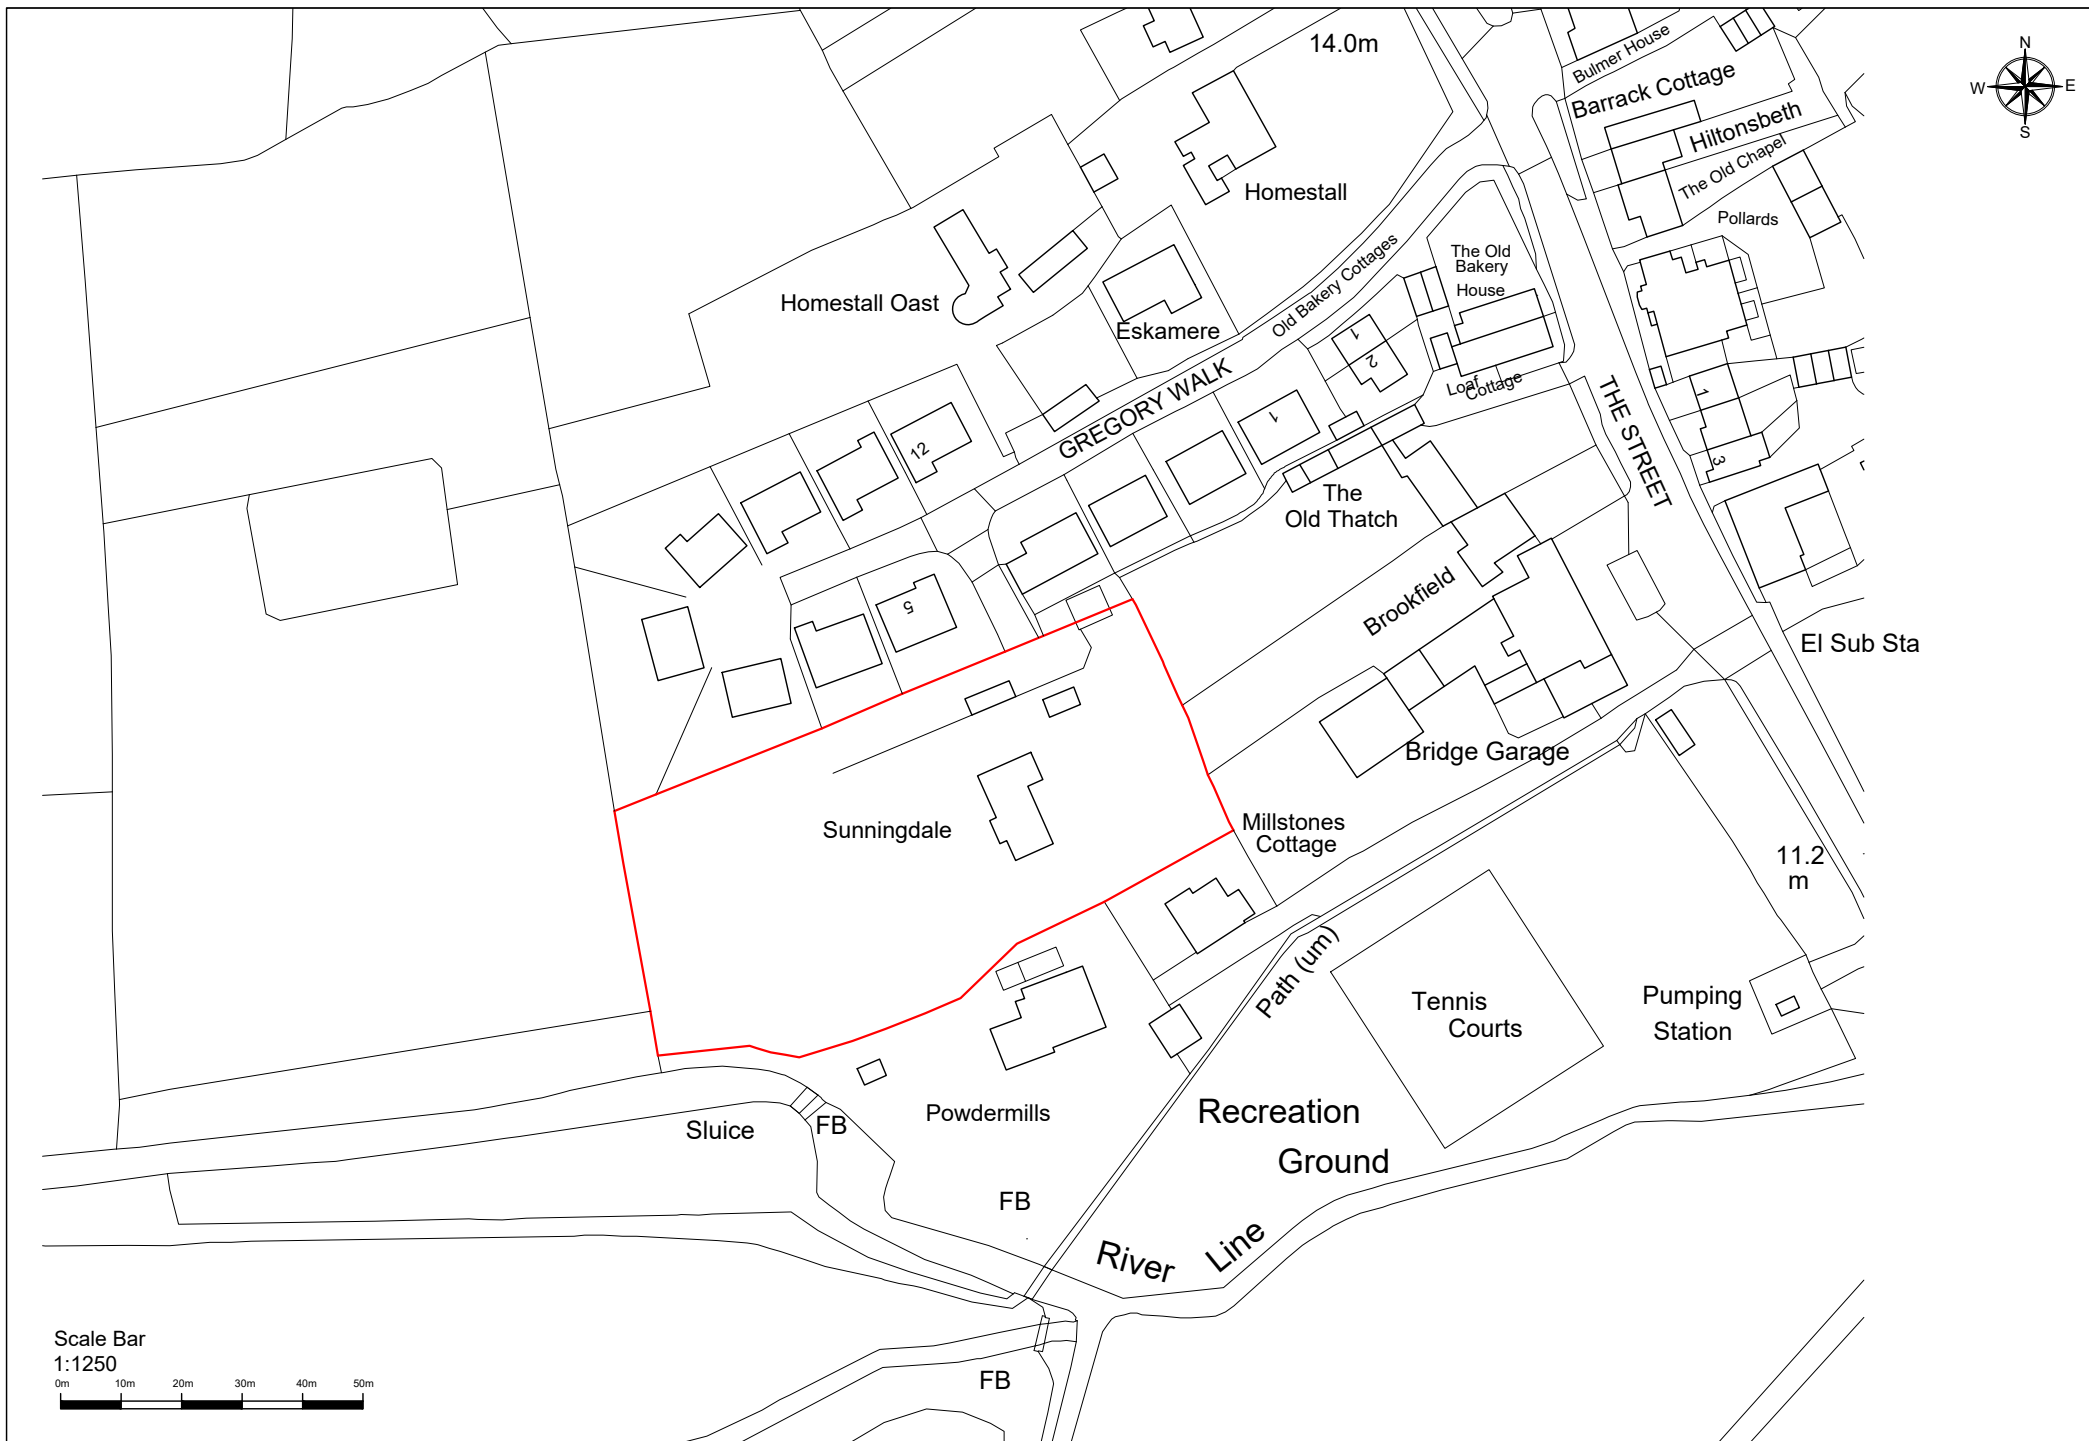 14.0m
Bulmer House
Barrack Cottage
Hiltonsbeth
The Old Chapel
Pollards
N
W
E
S
Homestall
Homestall Oast
Eskamere
Old Bakery Cottages
The Old
Bakery
House
1
2
Loaf
Cottage
GREGORY WALK
1
12
5
THE STREET
1
3
The
Old Thatch
Brookfield
El Sub Sta
Bridge Garage
Sunningdale
Millstones
Cottage
11.2
m
Path (um)
Tennis
Courts
Pumping
Station
Powdermills
Recreation
Ground
Sluice
FB
FB
River Line
FB
Scale Bar
1:1250
0m 10m 20m 30m 40m 50m